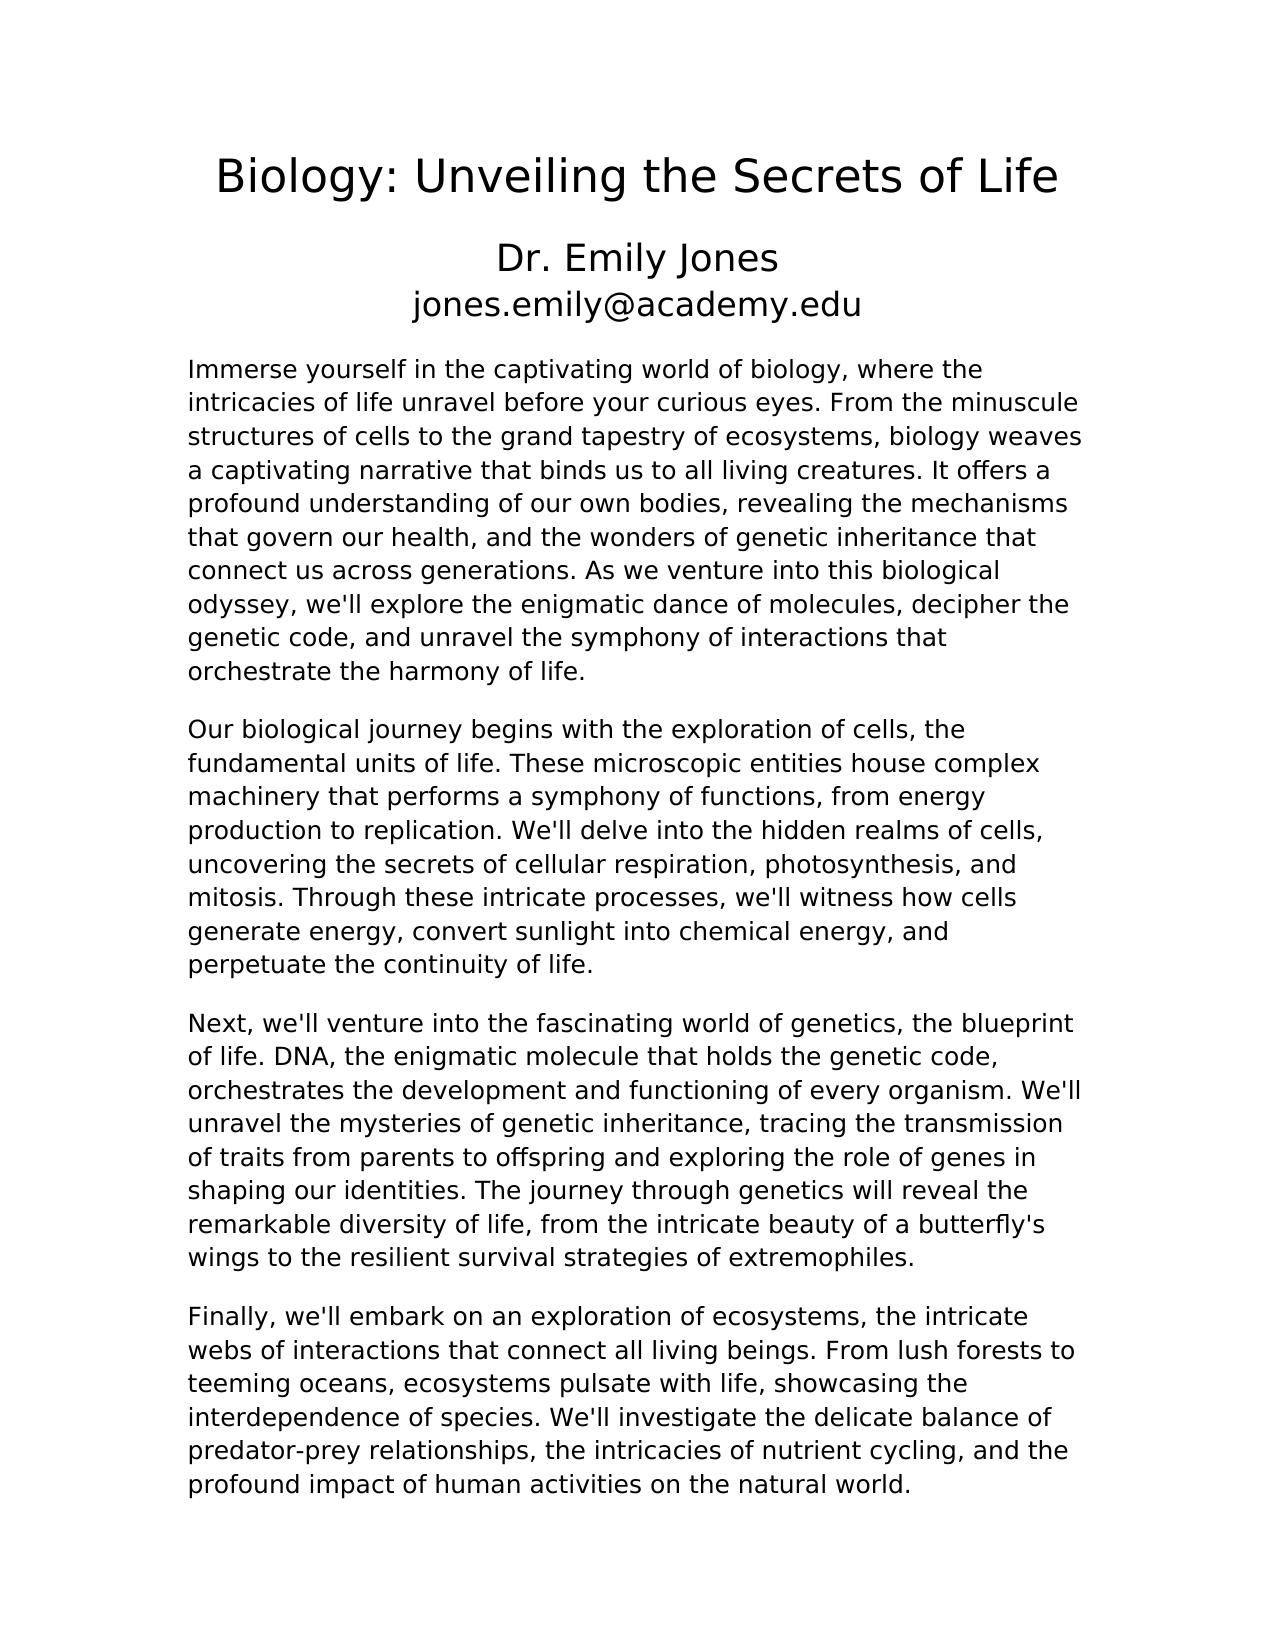 Biology: Unveiling the Secrets of Life
Dr. Emily Jones
jones.emily@academy.edu
Immerse yourself in the captivating world of biology, where the
intricacies of life unravel before your curious eyes. From the minuscule
structures of cells to the grand tapestry of ecosystems, biology weaves
a captivating narrative that binds us to all living creatures. It offers a
profound understanding of our own bodies, revealing the mechanisms
that govern our health, and the wonders of genetic inheritance that
connect us across generations. As we venture into this biological
odyssey, we'll explore the enigmatic dance of molecules, decipher the
genetic code, and unravel the symphony of interactions that
orchestrate the harmony of life.
Our biological journey begins with the exploration of cells, the
fundamental units of life. These microscopic entities house complex
machinery that performs a symphony of functions, from energy
production to replication. We'll delve into the hidden realms of cells,
uncovering the secrets of cellular respiration, photosynthesis, and
mitosis. Through these intricate processes, we'll witness how cells
generate energy, convert sunlight into chemical energy, and
perpetuate the continuity of life.
Next, we'll venture into the fascinating world of genetics, the blueprint
of life. DNA, the enigmatic molecule that holds the genetic code,
orchestrates the development and functioning of every organism. We'll
unravel the mysteries of genetic inheritance, tracing the transmission
of traits from parents to offspring and exploring the role of genes in
shaping our identities. The journey through genetics will reveal the
remarkable diversity of life, from the intricate beauty of a butterfly's
wings to the resilient survival strategies of extremophiles.
Finally, we'll embark on an exploration of ecosystems, the intricate
webs of interactions that connect all living beings. From lush forests to
teeming oceans, ecosystems pulsate with life, showcasing the
interdependence of species. We'll investigate the delicate balance of
predator-prey relationships, the intricacies of nutrient cycling, and the
profound impact of human activities on the natural world.